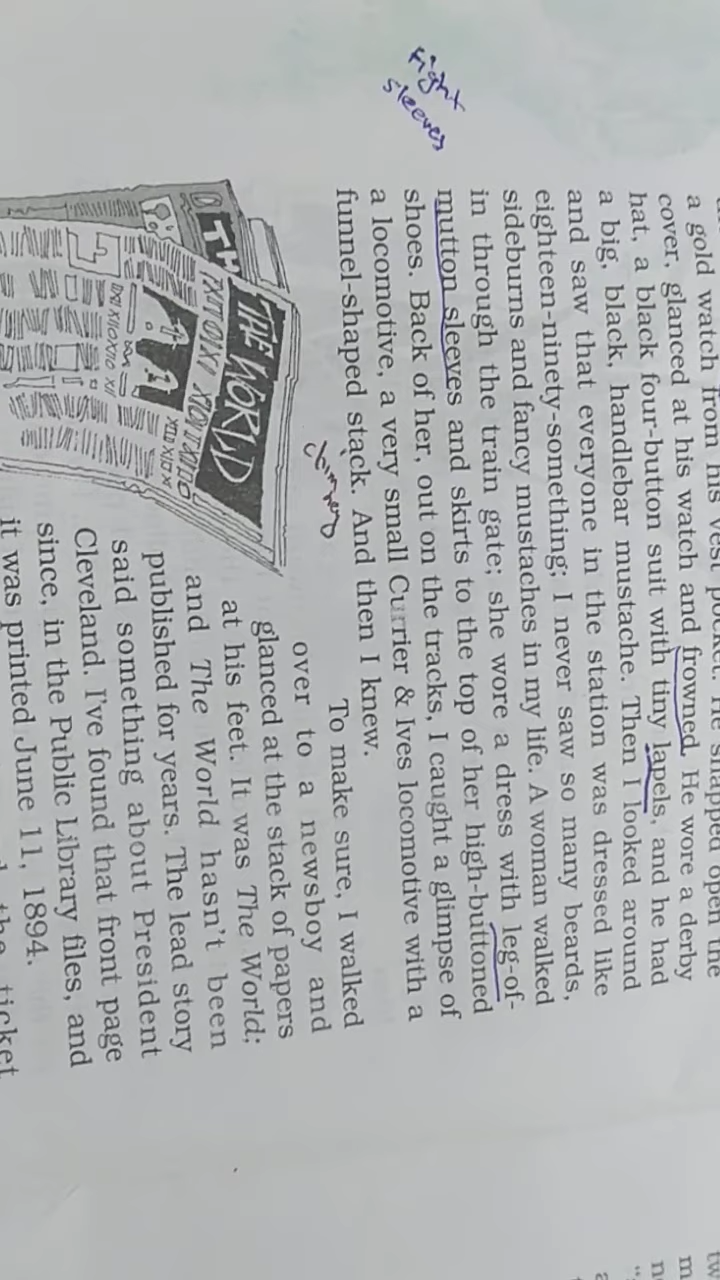 a gold watch from his vest pocket. He snapped open the
cover, glanced at his watch and frowned. He wore a derby
hat, a black four-button suit with tiny lapels, and he had
a big, black, handlebar mustache. Then I looked around
and saw that everyone in the station was dressed like
eighteen-ninety-something; I never saw so many beards,
sideburns and fancy mustaches in my life. A woman walked
in through the train gate; she wore a dress with leg-of-
mutton sleeves and skirts to the top of her high-buttoned
shoes. Back of her, out on the tracks, I caught a glimpse of
a locomotive, a very small Currier & Ives locomotive with a
funnel-shaped stack. And then I knew.
To make sure, I walked
over to a newsboy and
glanced at the stack of papers
at his feet. It was The World;
and The World hasn't been
published for years. The lead story
said something about President
Cleveland. I've found that front page
since, in the Public Library files, and
it was printed June 11, 1894.
ticket
tight
sleeves
THE WORLD
TH